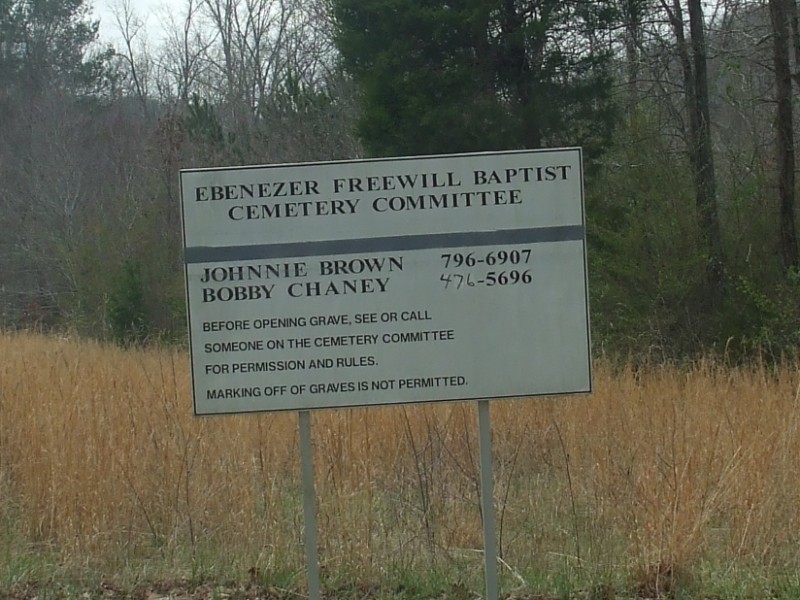 EBENEZER FREEWILL BAPTIST
CEMETERY COMMITTEE
JOHNNIE BROWN 796-6907
BOBBY CHANEY 476-5696
BEFORE OPENING GRAVE, SEE OR CALL
SOMEONE ON THE CEMETERY COMMITTEE
FOR PERMISSION AND RULES.
MARKING OFF OF GRAVES IS NOT PERMITTED.